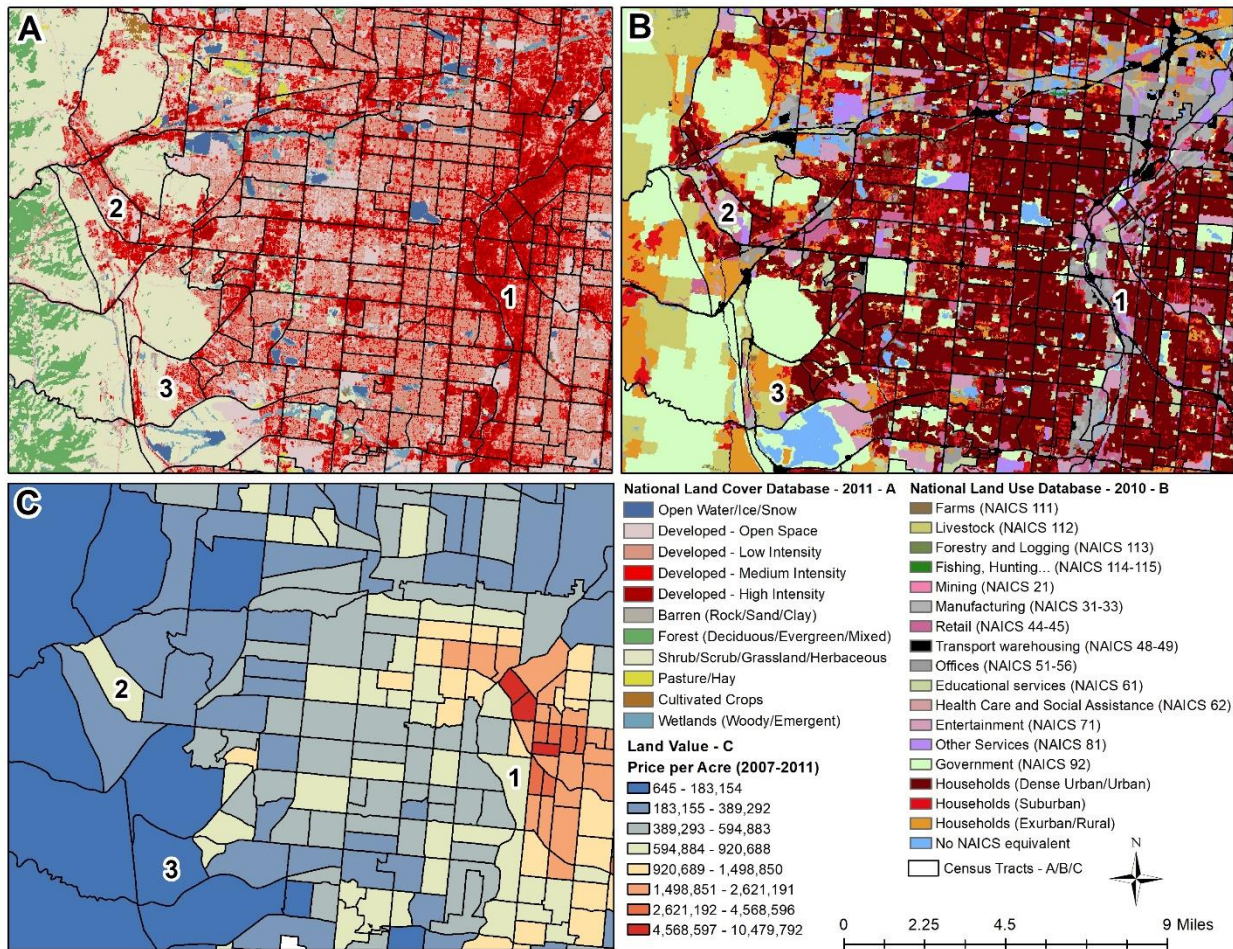 A
B
1
2
3
1
2
3
C
1
2
3
National Land Cover Database - 2011 - A
Open Water/Ice/Snow
Developed - Open Space
Developed - Low Intensity
Developed - Medium Intensity
Developed - High Intensity
Barren (Rock/Sand/Clay)
Forest (Deciduous/Evergreen/Mixed)
Shrub/Scrub/Grassland/Herbaceous
Pasture/Hay
Cultivated Crops
Wetlands (Woody/Emergent)
Land Value - C
Price per Acre (2007-2011)
645 - 183,154
183,155 - 389,292
389,293 - 594,883
594,884 - 920,688
920,689 - 1,498,850
1,498,851 - 2,621,191
2,621,192 - 4,568,596
4,568,597 - 10,479,792
National Land Use Database - 2010 - B
Farms (NAICS 111)
Livestock (NAICS 112)
Forestry and Logging (NAICS 113)
Fishing, Hunting... (NAICS 114-115)
Mining (NAICS 21)
Manufacturing (NAICS 31-33)
Retail (NAICS 44-45)
Transport warehousing (NAICS 48-49)
Offices (NAICS 51-56)
Educational services (NAICS 61)
Health Care and Social Assistance (NAICS 62)
Entertainment (NAICS 71)
Other Services (NAICS 81)
Government (NAICS 92)
Households (Dense Urban/Urban)
Households (Suburban)
Households (Exurban/Rural)
No NAICS equivalent
Census Tracts - A/B/C
0 2.25 4.5 9 Miles